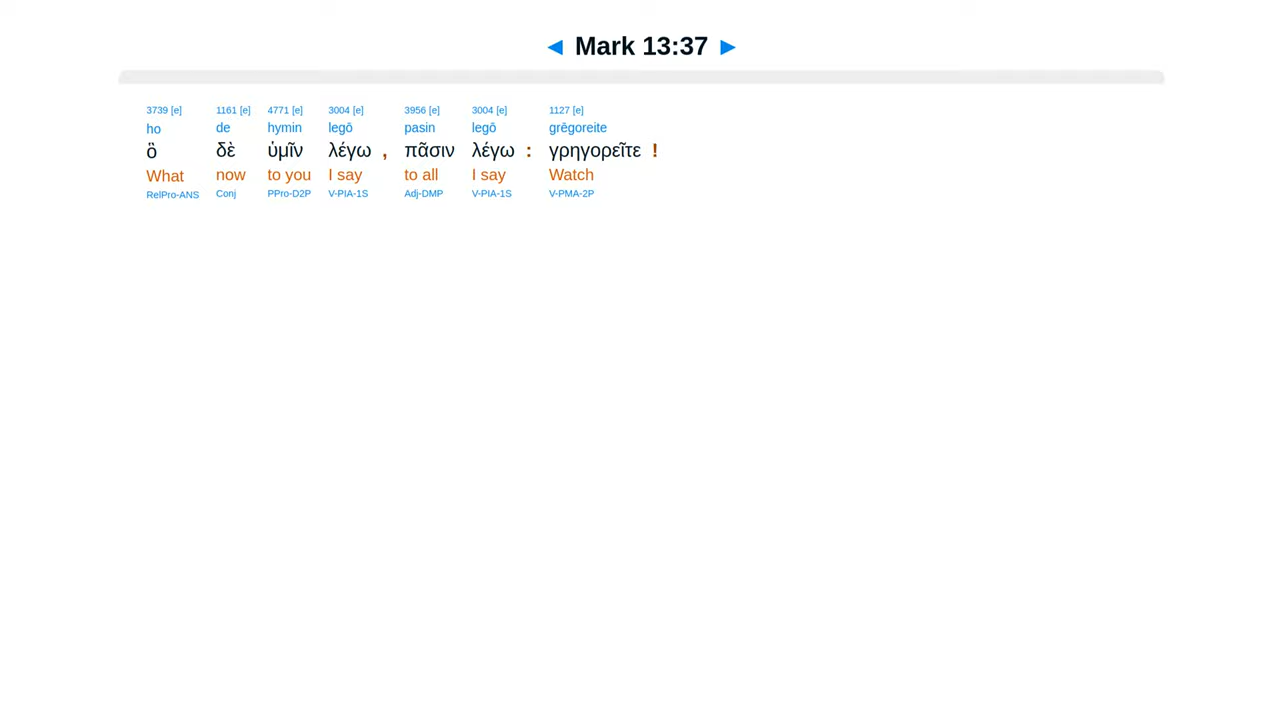 ◄ Mark 13:37 ►
3739 [e] 1161 [e] 4771 [e] 3004 [e] 3956 [e] 3004 [e] 1127 [e]
ho de hymin legō pasin legō grēgoreite
ὃ δὲ ὑμῖν λέγω , πᾶσιν λέγω : γρηγορεῖτε !
What now to you I say to all I say Watch
RelPro-ANS Conj PPro-D2P V-PIA-1S Adj-DMP V-PIA-1S V-PMA-2P